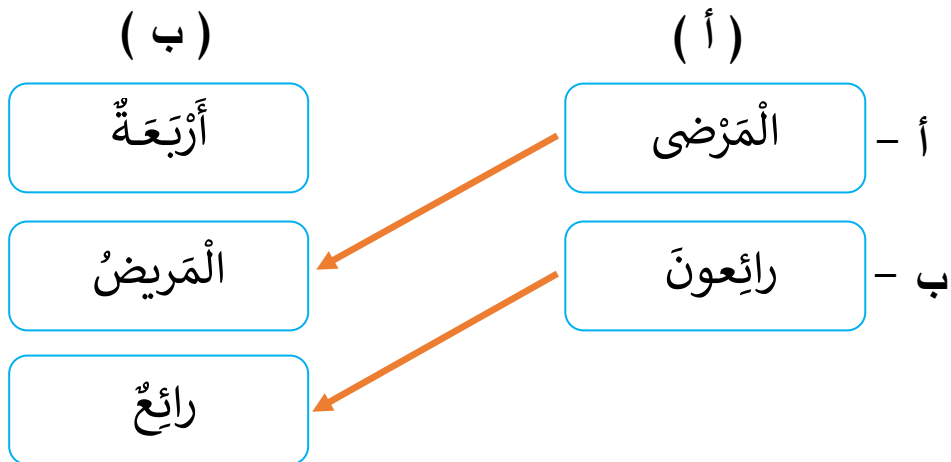 ( أ ) ( ب )
أ – الْمَرْضى أَرْبَعَةٌ
ب – رائِعونَ الْمَريضُ
رائِعٌ